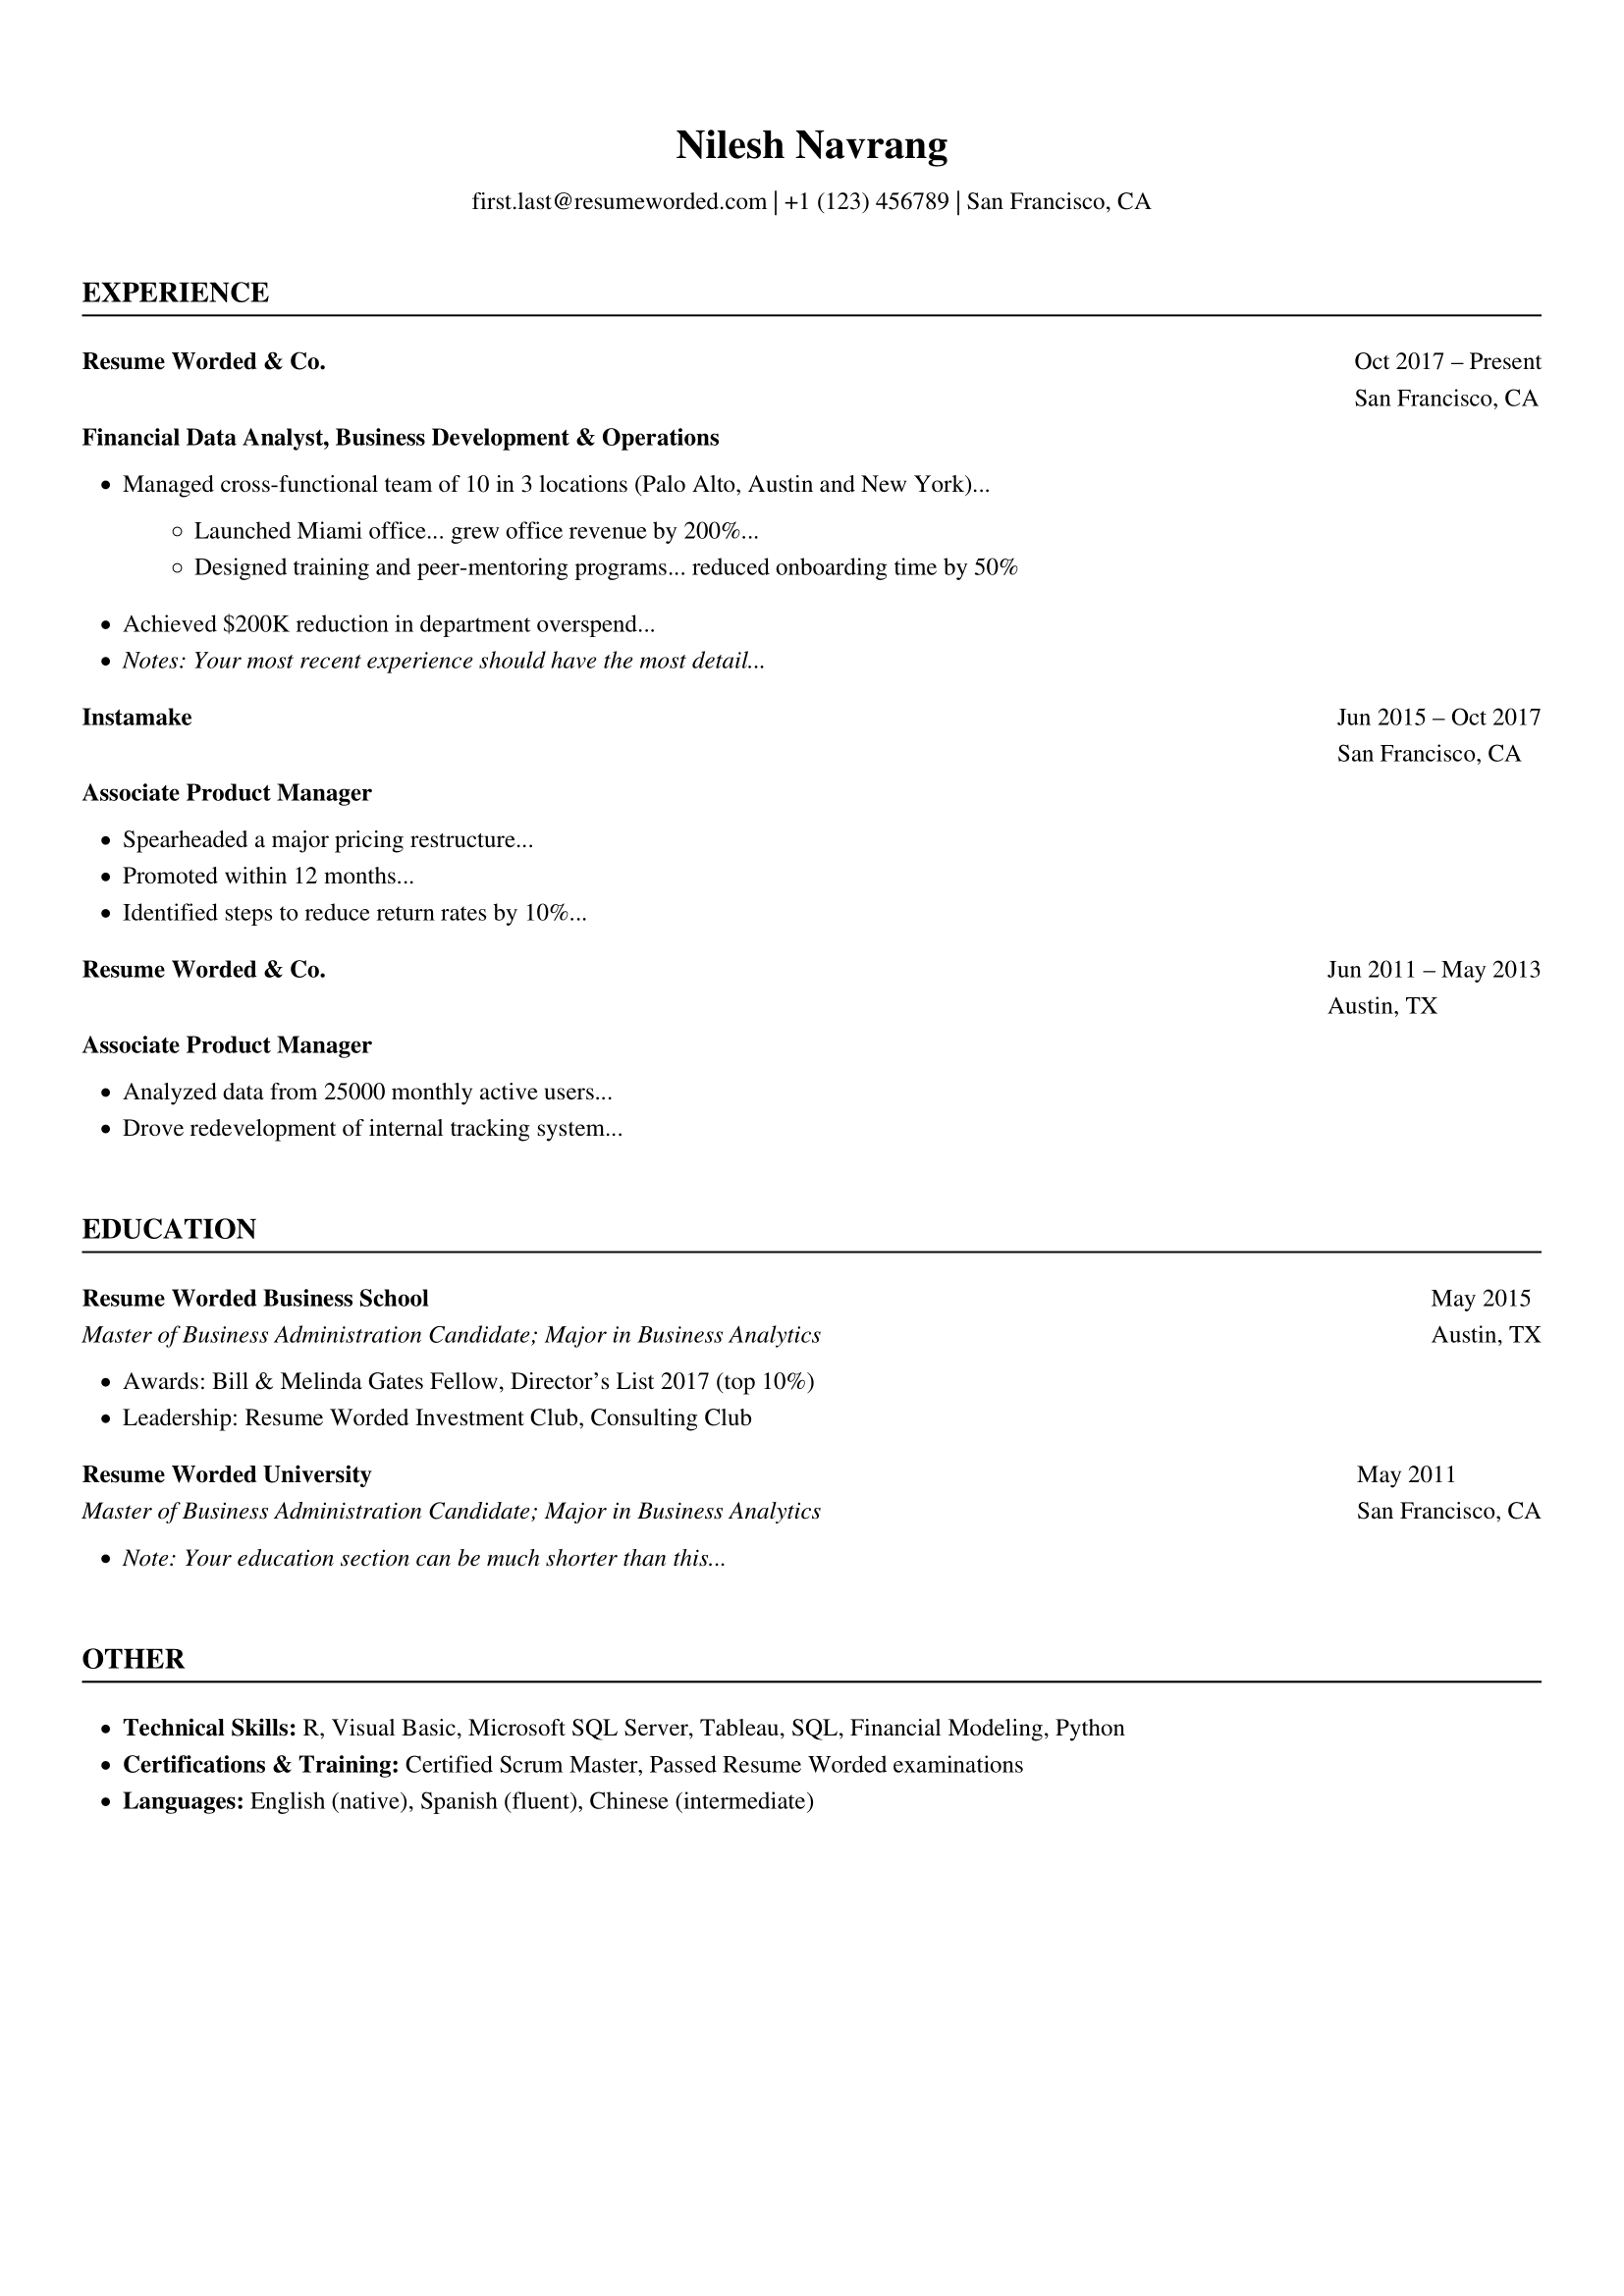 Nilesh Navrang
first.last@resumeworded.com | +1 (123) 456789 | San Francisco, CA
EXPERIENCE
Resume Worded & Co. Oct 2017 – Present
San Francisco, CA
Financial Data Analyst, Business Development & Operations
• Managed cross-functional team of 10 in 3 locations (Palo Alto, Austin and New York)...
◦ Launched Miami office... grew office revenue by 200%...
◦ Designed training and peer-mentoring programs... reduced onboarding time by 50%
• Achieved $200K reduction in department overspend...
• Notes: Your most recent experience should have the most detail...
Instamake Jun 2015 – Oct 2017
San Francisco, CA
Associate Product Manager
• Spearheaded a major pricing restructure...
• Promoted within 12 months...
• Identified steps to reduce return rates by 10%...
Resume Worded & Co. Jun 2011 – May 2013
Austin, TX
Associate Product Manager
• Analyzed data from 25000 monthly active users...
• Drove redevelopment of internal tracking system...
EDUCATION
Resume Worded Business School May 2015
Master of Business Administration Candidate; Major in Business Analytics Austin, TX
• Awards: Bill & Melinda Gates Fellow, Director’s List 2017 (top 10%)
• Leadership: Resume Worded Investment Club, Consulting Club
Resume Worded University May 2011
Master of Business Administration Candidate; Major in Business Analytics San Francisco, CA
• Note: Your education section can be much shorter than this...
OTHER
• Technical Skills: R, Visual Basic, Microsoft SQL Server, Tableau, SQL, Financial Modeling, Python
• Certifications & Training: Certified Scrum Master, Passed Resume Worded examinations
• Languages: English (native), Spanish (fluent), Chinese (intermediate)